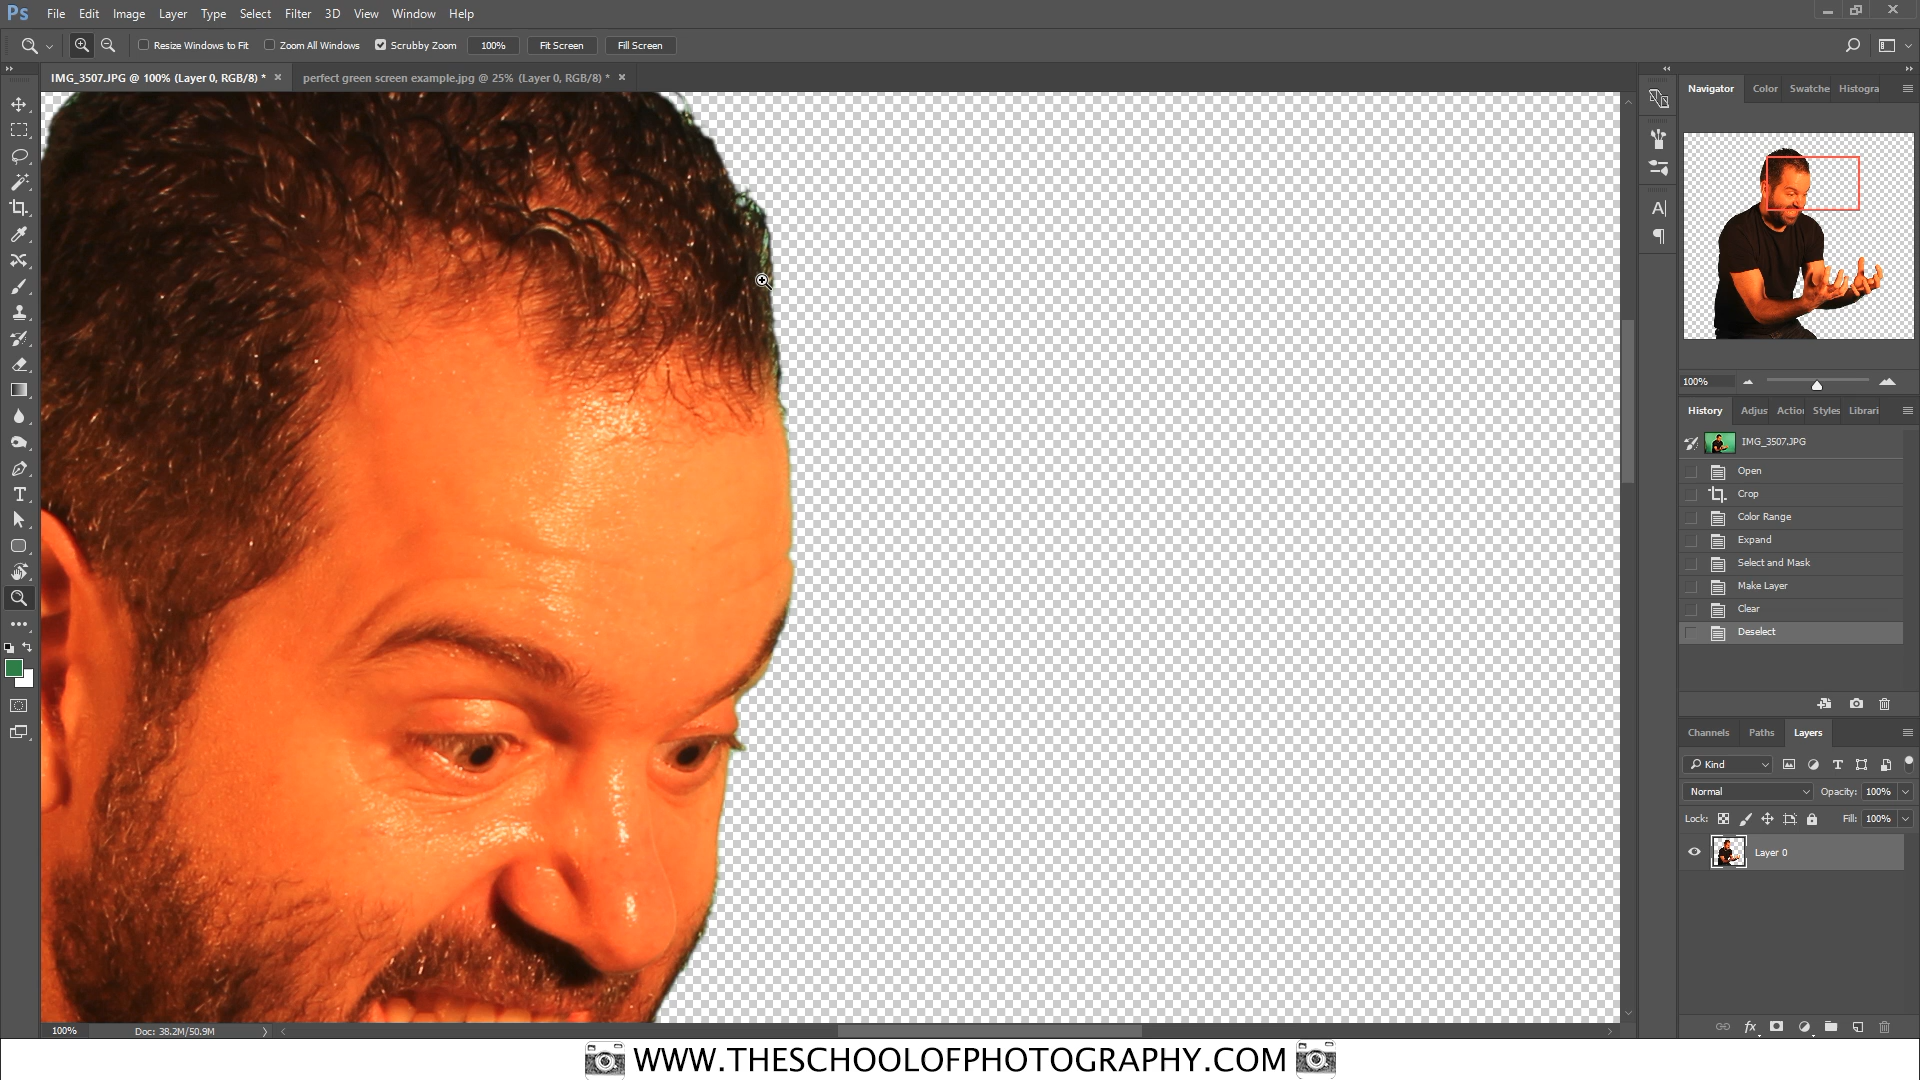 Ps File Edit Image Layer Type Select Filter 3D View Window Help
Resize Windows to Fit Zoom All Windows Scrubby Zoom 100% Fit Screen Fill Screen
IMG_3507.JPG @ 100% (Layer 0, RGB/8) * × perfect green screen example.jpg @ 25% (Layer 0, RGB/8) * ×
Navigator Color Swatche Histogra
100%
History Adjus Action Styles Librari
IMG_3507.JPG
Open
Crop
Color Range
Expand
Select and Mask
Make Layer
Clear
Deselect
Channels Paths Layers
Kind
Normal Opacity: 100%
Lock: Fill: 100%
Layer 0
fx
100% Doc: 38.2M/50.9M
WWW.THESCHOOLOFPHOTOGRAPHY.COM